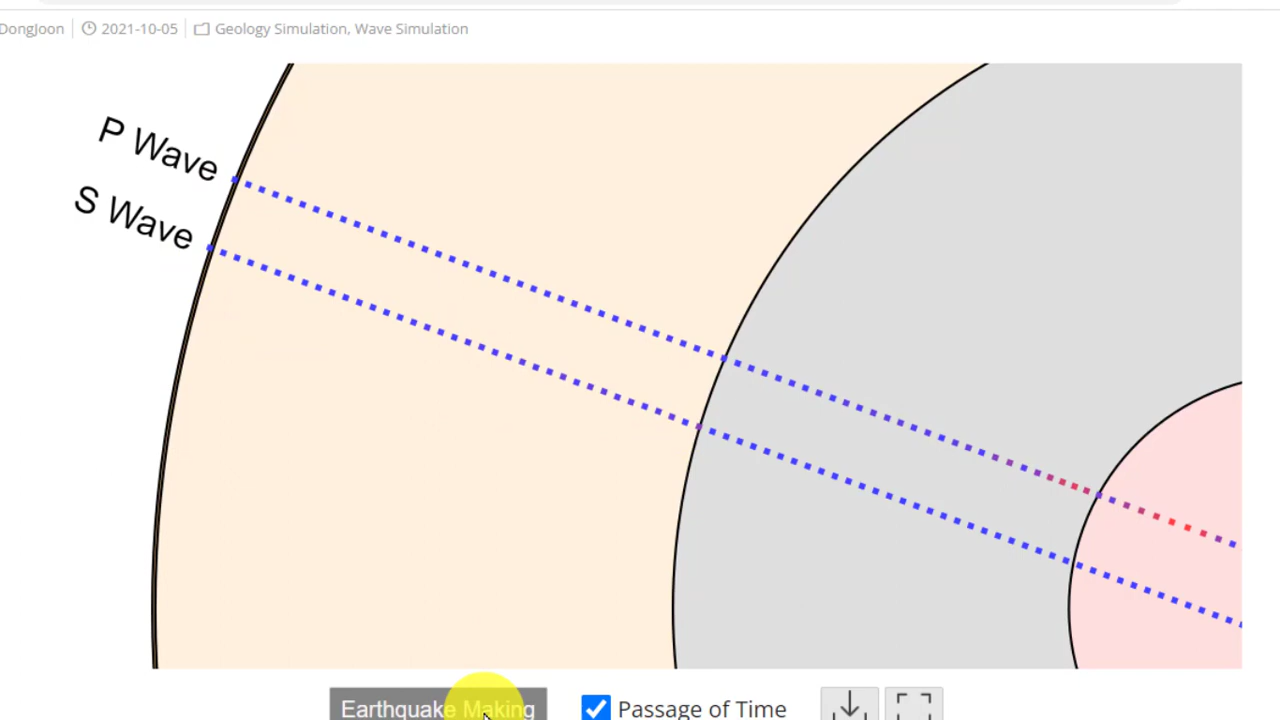 DongJoon 2021-10-05 Geology Simulation, Wave Simulation
P Wave
S Wave
Earthquake Making Passage of Time